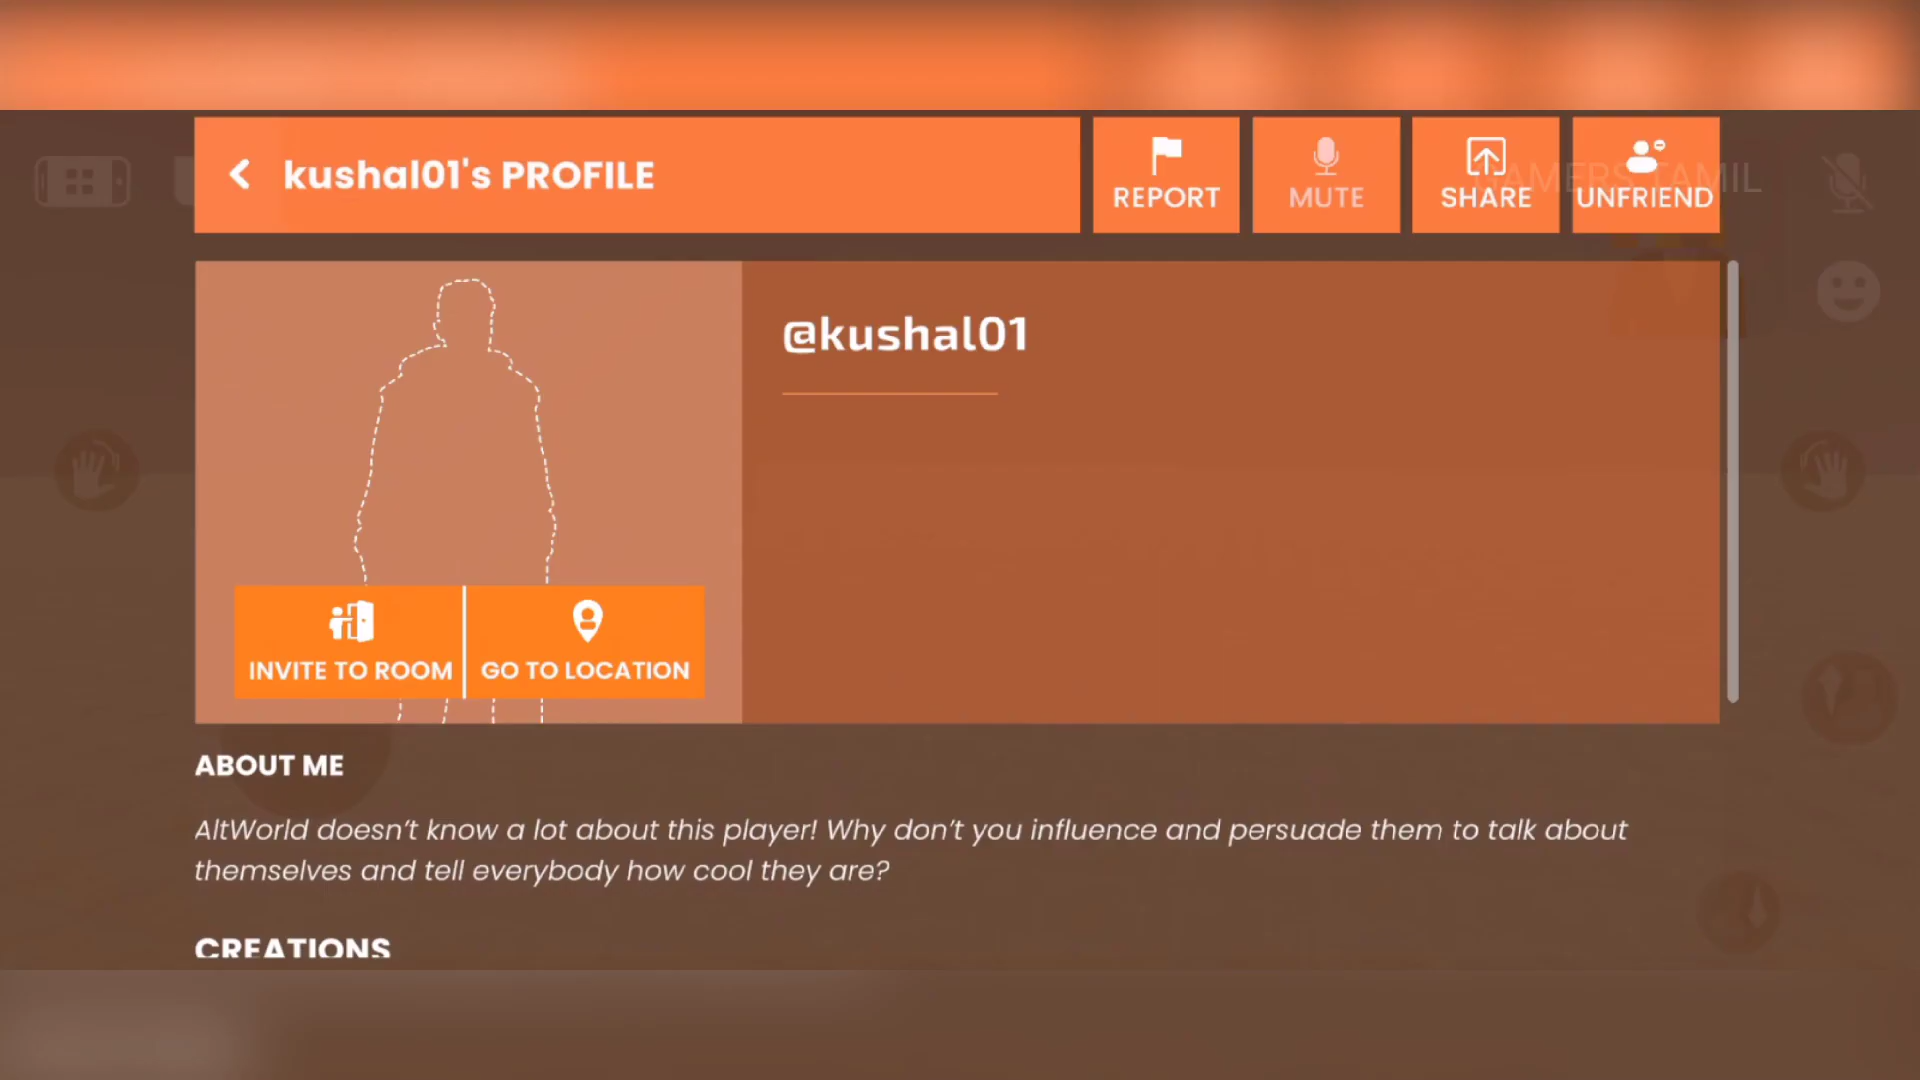 kushal01's PROFILE
REPORT
MUTE
SHARE
UNFRIEND
GAMERS TAMIL
@kushal01
INVITE TO ROOM
GO TO LOCATION
ABOUT ME
AltWorld doesn't know a lot about this player! Why don't you influence and persuade them to talk about
themselves and tell everybody how cool they are?
CREATIONS